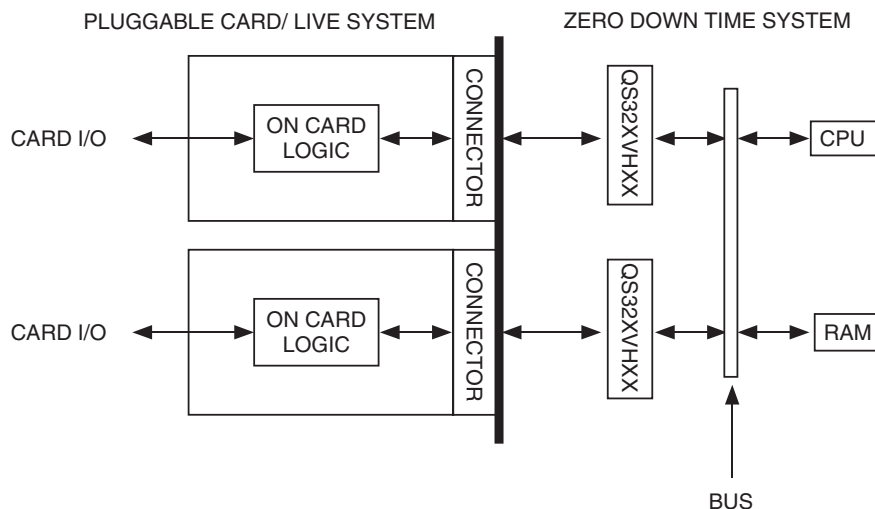 PLUGGABLE CARD/ LIVE SYSTEM
ZERO DOWN TIME SYSTEM
CARD I/O
ON CARD
LOGIC
CONNECTOR
QS32XVHXX
CPU
CARD I/O
ON CARD
LOGIC
CONNECTOR
QS32XVHXX
RAM
BUS